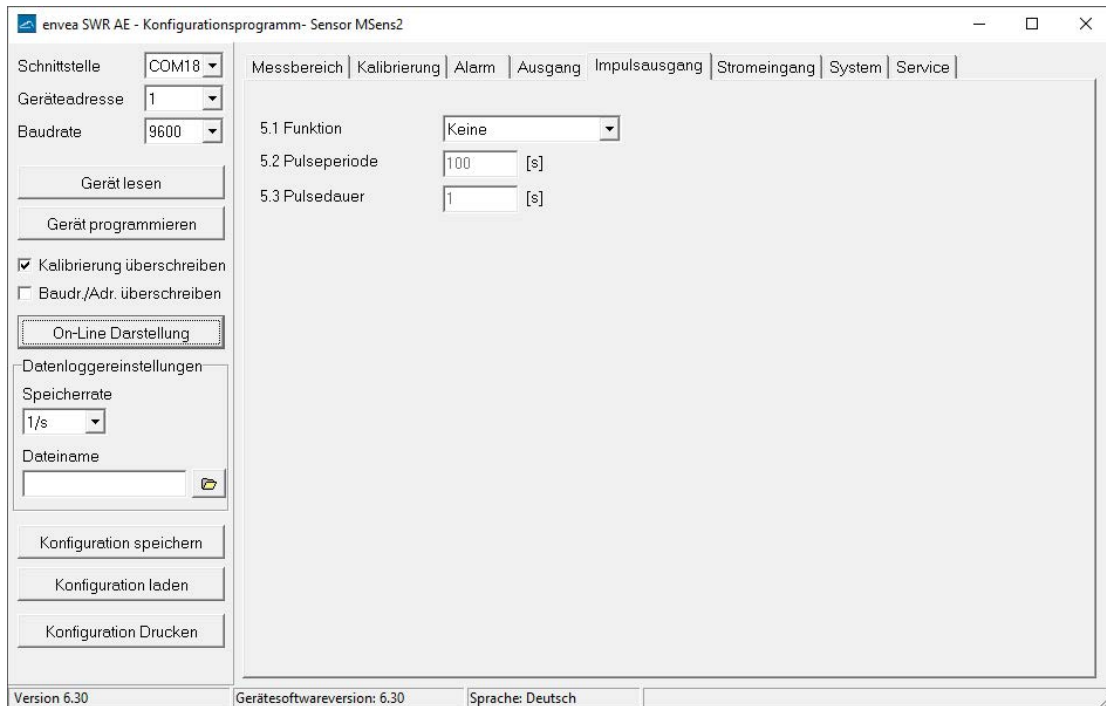 envea SWR AE - Konfigurationsprogramm- Sensor MSens2
Schnittstelle COM18
Geräteadresse 1
Baudrate 9600
Gerät lesen
Gerät programmieren
Kalibrierung überschreiben
Baudr./Adr. überschreiben
On-Line Darstellung
Datenloggereinstellungen
Speicherrate
1/s
Dateiname
Konfiguration speichern
Konfiguration laden
Konfiguration Drucken
Messbereich Kalibrierung Alarm Ausgang Impulsausgang Stromeingang System Service
5.1 Funktion Keine
5.2 Pulseperiode 100 [s]
5.3 Pulsedauer 1 [s]
Version 6.30 Gerätesoftwareversion: 6.30 Sprache: Deutsch